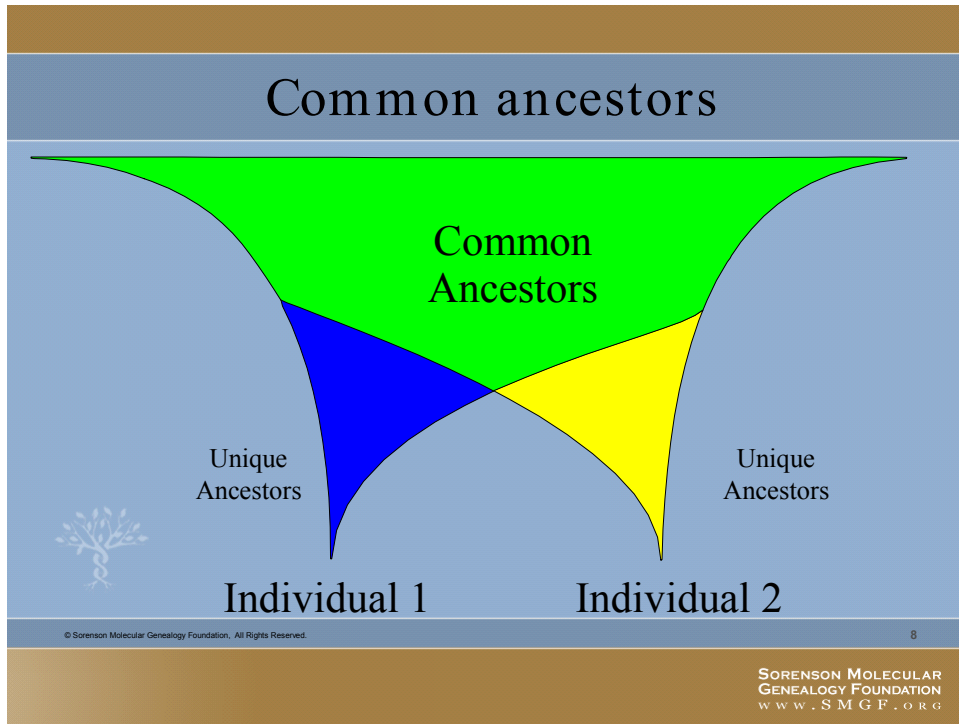 Common ancestors
Common
Ancestors
Unique
Ancestors
Unique
Ancestors
Individual 1
Individual 2
© Sorenson Molecular Genealogy Foundation, All Rights Reserved.
8
SORENSON MOLECULAR
GENEALOGY FOUNDATION
WWW.SMGF.ORG